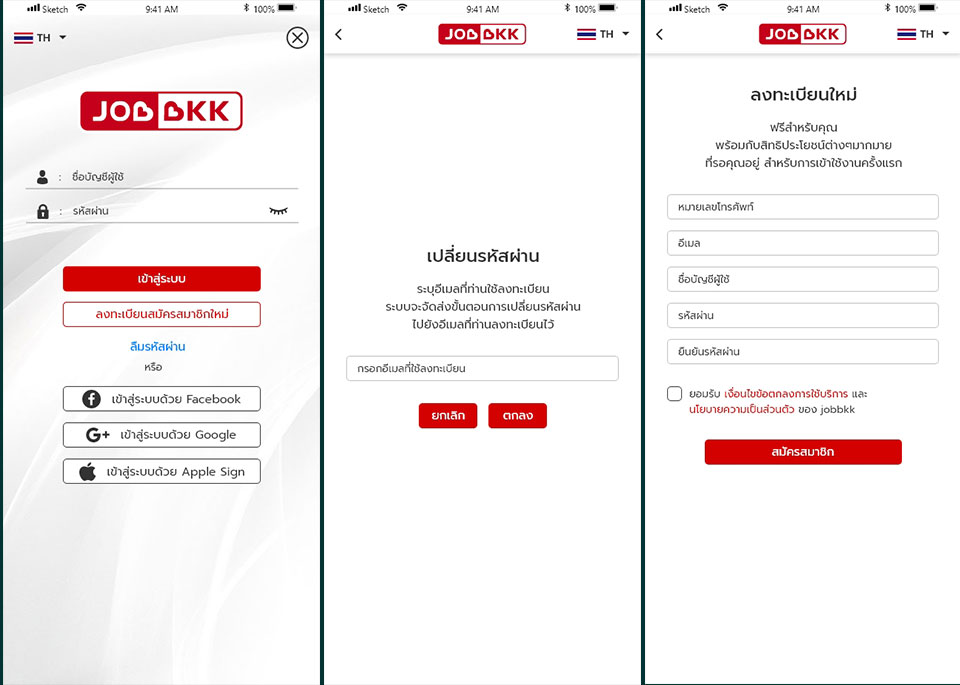 Sketch 9:41 AM 100%
TH
JOBBKK
: ชื่อบัญชีผู้ใช้
: รหัสผ่าน
เข้าสู่ระบบ
ลงทะเบียนสมัครสมาชิกใหม่
ลืมรหัสผ่าน
หรือ
เข้าสู่ระบบด้วย Facebook
G+ เข้าสู่ระบบด้วย Google
เข้าสู่ระบบด้วย Apple Sign
Sketch 9:41 AM 100%
JOBBKK TH
เปลี่ยนรหัสผ่าน
ระบุอีเมลที่ท่านใช้ลงทะเบียน
ระบบจะจัดส่งขั้นตอนการเปลี่ยนรหัสผ่าน
ไปยังอีเมลที่ท่านลงทะเบียนไว้
กรอกอีเมลที่ใช้ลงทะเบียน
ยกเลิก ตกลง
Sketch 9:41 AM 100%
JOBBKK TH
ลงทะเบียนใหม่
ฟรีสำหรับคุณ
พร้อมกับสิทธิประโยชน์ต่างๆมากมาย
ที่รอคุณอยู่ สำหรับการเข้าใช้งานครั้งแรก
หมายเลขโทรศัพท์
อีเมล
ชื่อบัญชีผู้ใช้
รหัสผ่าน
ยืนยันรหัสผ่าน
ยอมรับ เงื่อนไขข้อตกลงการใช้บริการ และ
นโยบายความเป็นส่วนตัว ของ jobbkk
สมัครสมาชิก